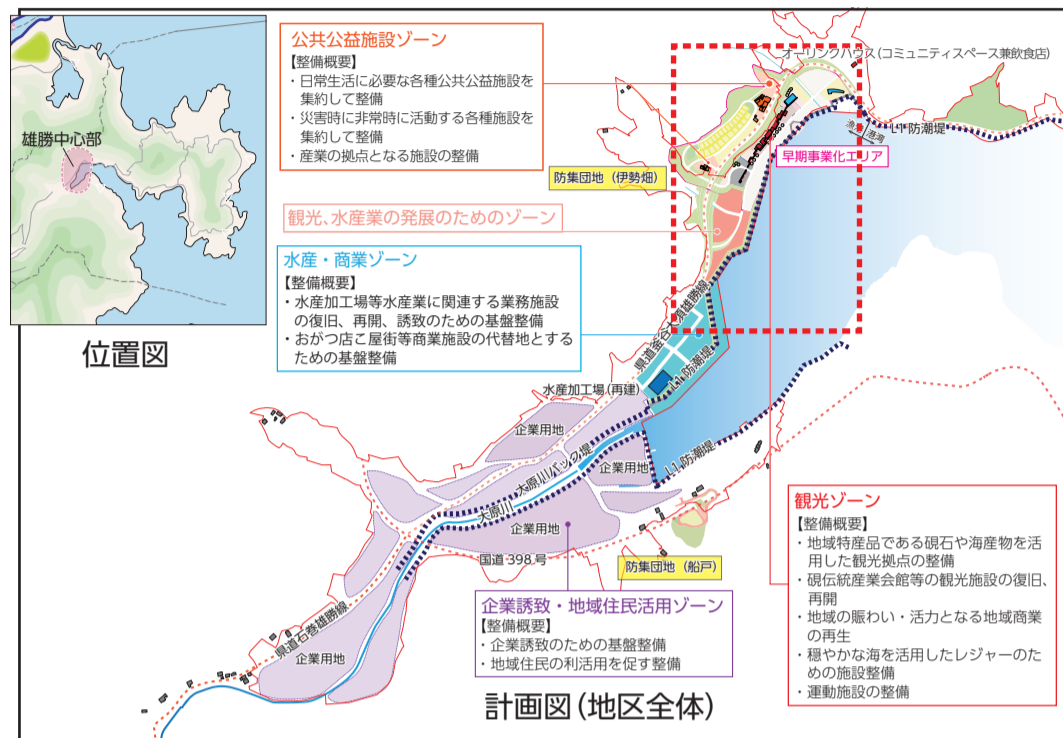 雄勝中心部
位置図
公共公益施設ゾーン
【整備概要】
・日常生活に必要な各種公共公益施設を
集約して整備
・災害時に非常時に活動する各種施設を
集約して整備
・産業の拠点となる施設の整備
観光、水産業の発展のためのゾーン
水産・商業ゾーン
【整備概要】
・水産加工場等水産業に関連する業務施設
の復旧、再開、誘致のための基盤整備
・おがつ店こ屋街等商業施設の代替地とする
ための基盤整備
オーリンクハウス(コミュニティスペース兼飲食店)
L1防潮堤
漁港
港湾
早期事業化エリア
防集団地(伊勢畑)
県道釜谷大須雄勝線
L1防潮堤
水産加工場(再建)
企業用地
大原川バック堤
企業用地
L1防潮堤
大原川
企業用地
国道398号
防集団地(船戸)
県道石巻雄勝線
企業用地
企業誘致・地域住民活用ゾーン
【整備概要】
・企業誘致のための基盤整備
・地域住民の利活用を促す整備
観光ゾーン
【整備概要】
・地域特産品である硯石や海産物を活
用した観光拠点の整備
・硯伝統産業会館等の観光施設の復旧、
再開
・地域の賑わい・活力となる地域商業
の再生
・穏やかな海を活用したレジャーのた
めの施設整備
・運動施設の整備
計画図(地区全体)